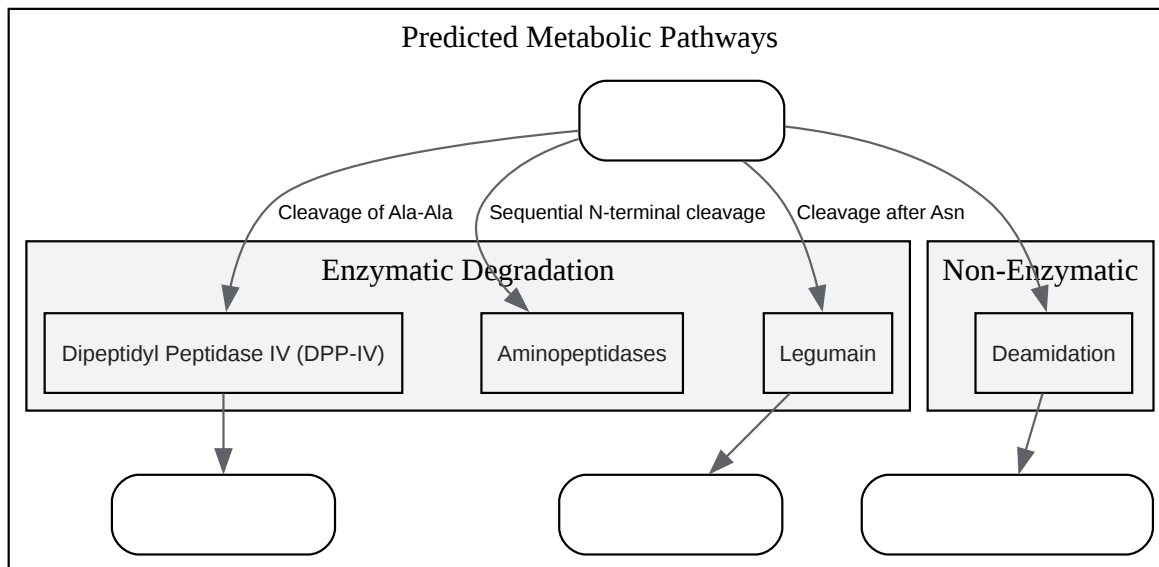 Predicted Metabolic Pathways
Cleavage of Ala-Ala
Sequential N-terminal cleavage
Cleavage after Asn
Enzymatic Degradation
Non-Enzymatic
Dipeptidyl Peptidase IV (DPP-IV)
Aminopeptidases
Legumain
Deamidation